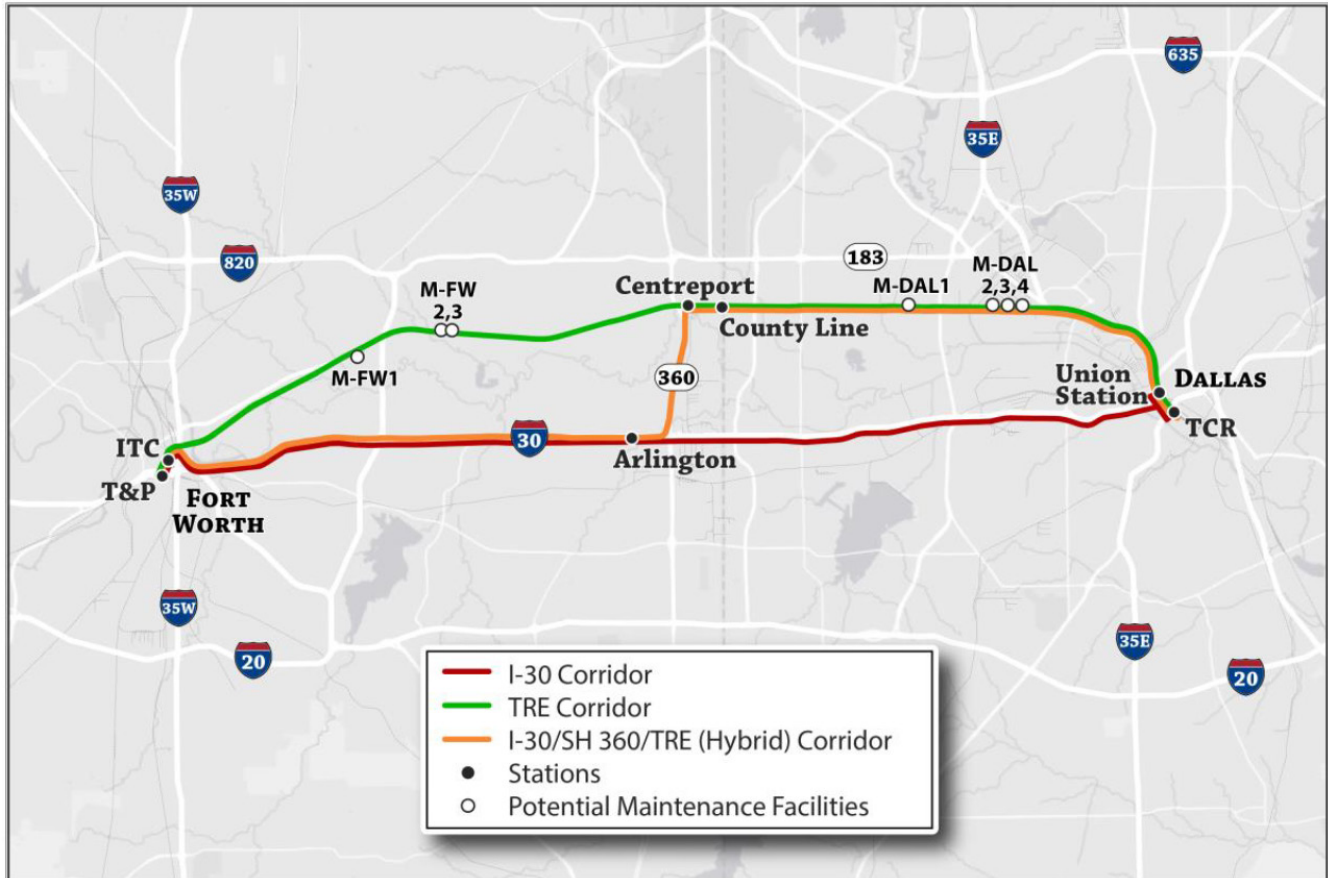 635
35E
35W
820
183
M-DAL
2,3,4
M-FW
2,3
Centreport
M-DAL1
County Line
M-FW1
360
Union
Station
DALLAS
TCR
ITC
30
Arlington
T&P
FORT
WORTH
35W
20
35E
20
I-30 Corridor
TRE Corridor
I-30/SH 360/TRE (Hybrid) Corridor
Stations
Potential Maintenance Facilities